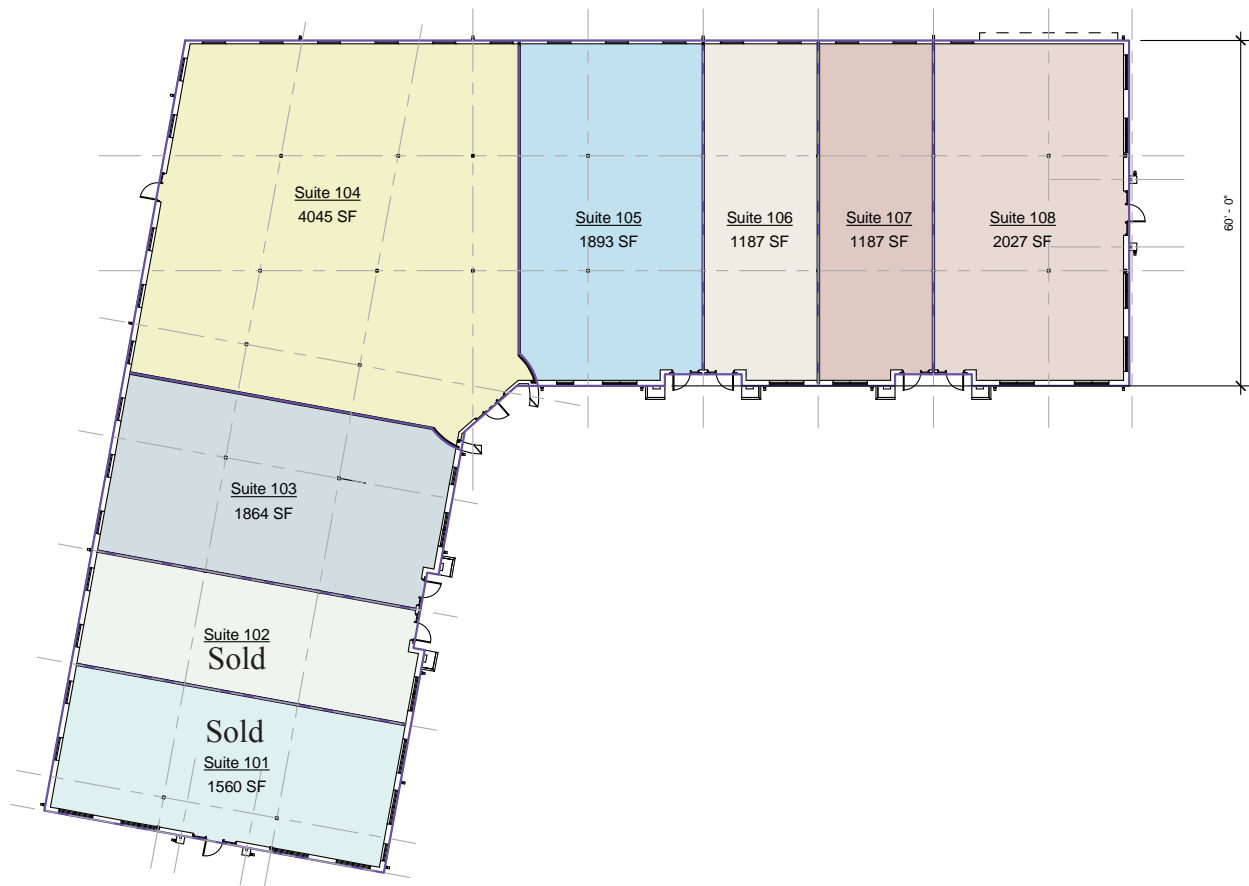 Suite 104
4045 SF
Suite 105
1893 SF
Suite 106
1187 SF
Suite 107
1187 SF
Suite 108
2027 SF
60' - 0"
Suite 103
1864 SF
Suite 102
Sold
Sold
Suite 101
1560 SF